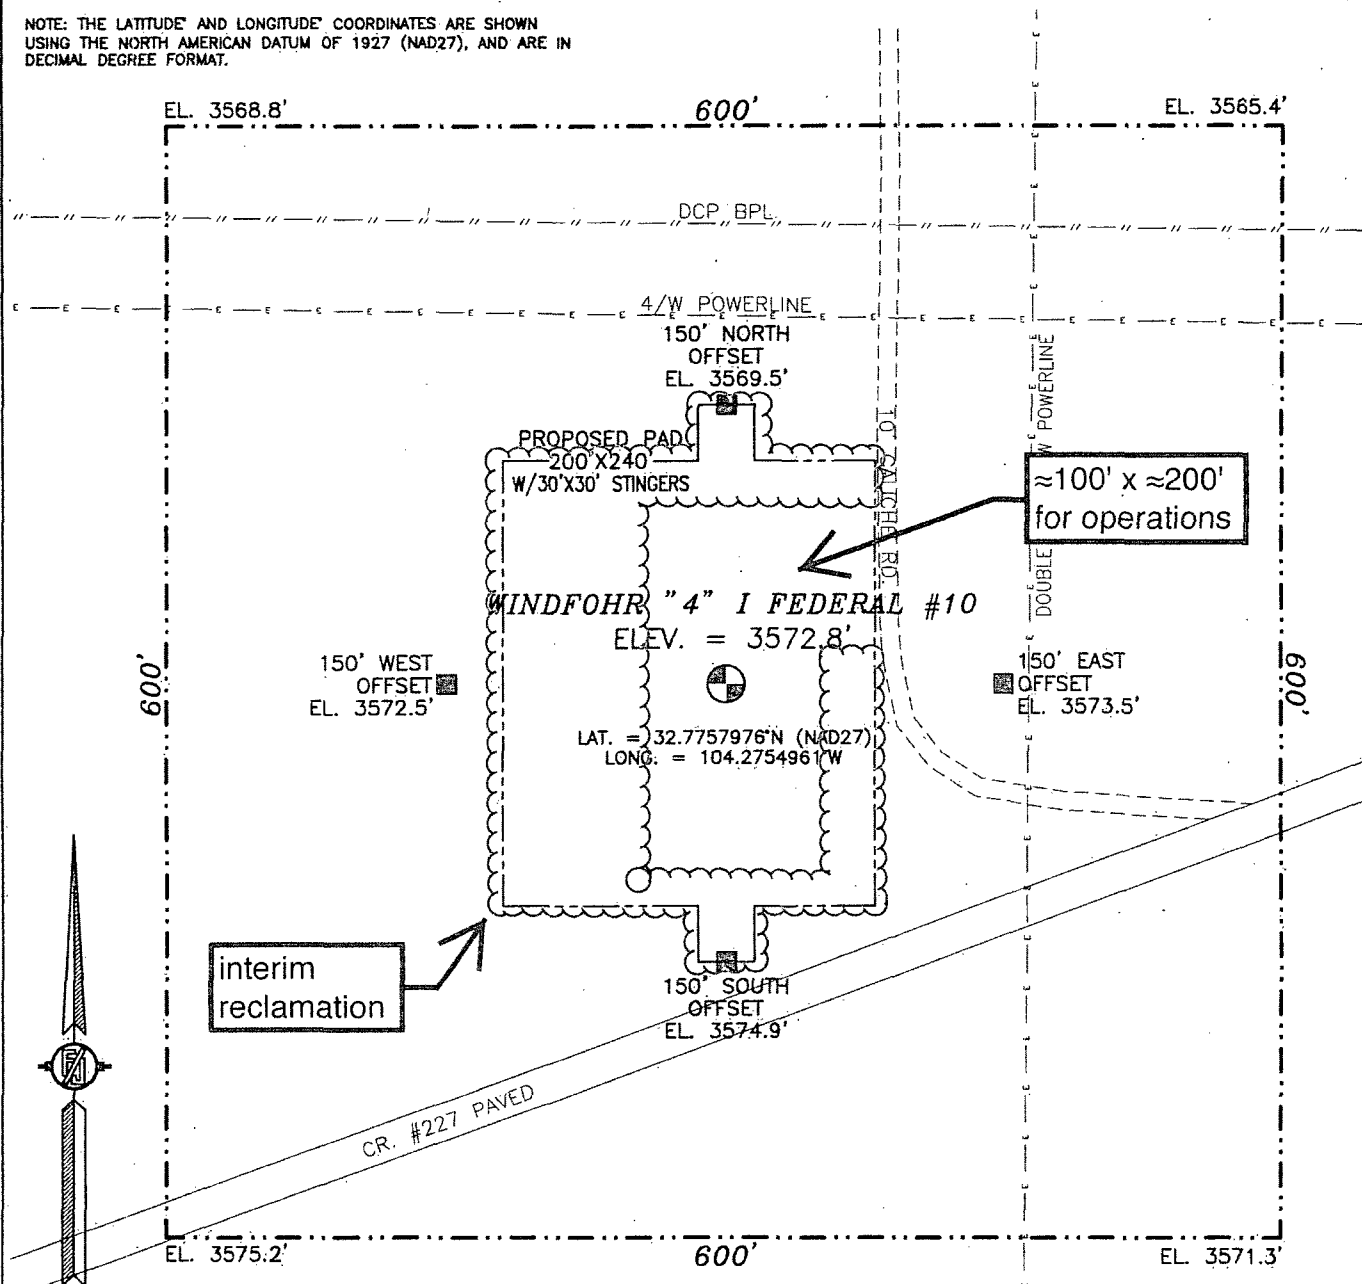 NOTE: THE LATITUDE AND LONGITUDE COORDINATES ARE SHOWN
USING THE NORTH AMERICAN DATUM OF 1927 (NAD27), AND ARE IN
DECIMAL DEGREE FORMAT.
EL. 3568.8'
600'
EL. 3565.4'
DCP BPL
4/W POWERLINE
150' NORTH
OFFSET
EL. 3569.5'
PROPOSED PAD
200'X240
W/30'X30' STINGERS
10' CALICHE RD.
DOUBLE W POWERLINE
≈100' x ≈200'
for operations
WINDFOHR "4" I FEDERAL #10
ELEV. = 3572.8'
600'
150' WEST
OFFSET
EL. 3572.5'
150' EAST
OFFSET
EL. 3573.5'
600'
LAT. = 32.7757976°N (NAD27)
LONG. = 104.2754961°W
interim
reclamation
150' SOUTH
OFFSET
EL. 3574.9'
CR. #227 PAVED
EL. 3575.2'
600'
EL. 3571.3'